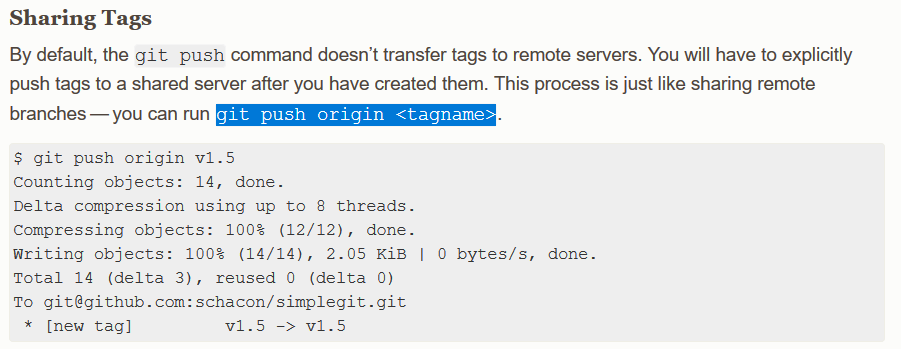 Sharing Tags
By default, the git push command doesn’t transfer tags to remote servers. You will have to explicitly
push tags to a shared server after you have created them. This process is just like sharing remote
branches — you can run git push origin <tagname>.
$ git push origin v1.5
Counting objects: 14, done.
Delta compression using up to 8 threads.
Compressing objects: 100% (12/12), done.
Writing objects: 100% (14/14), 2.05 KiB | 0 bytes/s, done.
Total 14 (delta 3), reused 0 (delta 0)
To git@github.com:schacon/simplegit.git
 * [new tag]         v1.5 -> v1.5